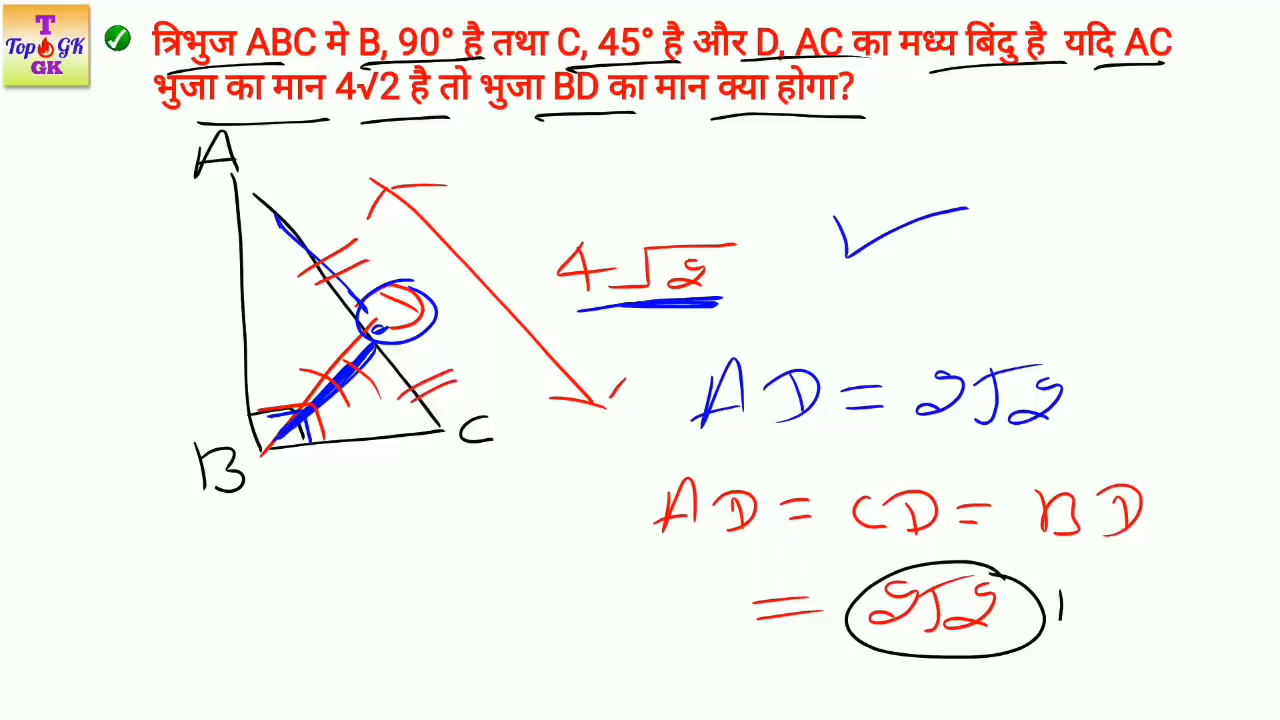 T
Top GK
GK
त्रिभुज ABC मे B, 90° है तथा C, 45° है और D, AC का मध्य बिंदु है यदि AC
भुजा का मान 4√2 है तो भुजा BD का मान क्या होगा?
A
4√2
AD = 2√2
C
B
AD = CD = BD
= 2√2